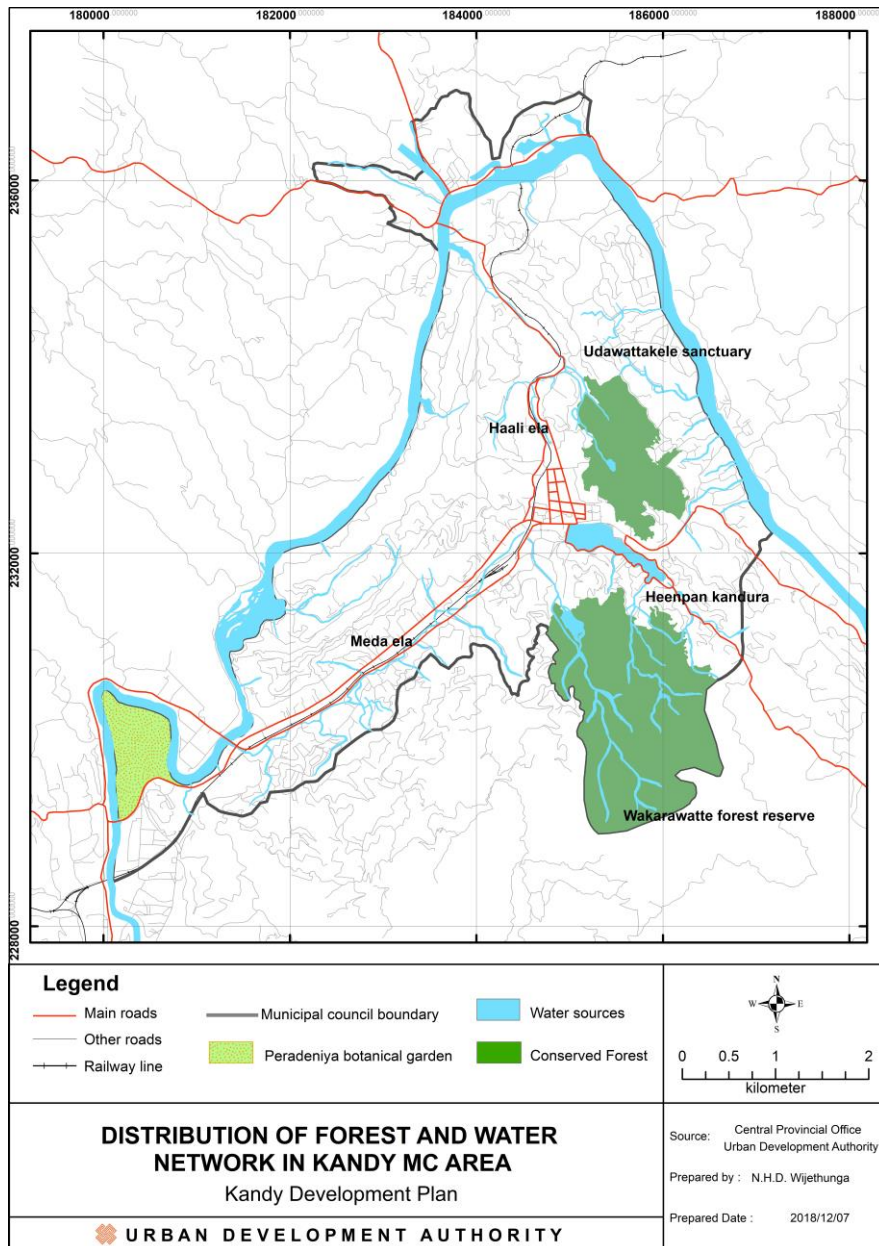 180000 182000 184000 186000 188000
236000
232000
228000
Udawattakele sanctuary
Haali ela
Heenpan kandura
Meda ela
Wakarawatte forest reserve
Legend
Main roads
Other roads
Railway line
Municipal council boundary
Peradeniya botanical garden
Water sources
Conserved Forest
N
W E
S
0 0.5 1 2
kilometer
DISTRIBUTION OF FOREST AND WATER
NETWORK IN KANDY MC AREA
Kandy Development Plan
URBAN DEVELOPMENT AUTHORITY
Source: Central Provincial Office
Urban Development Authority
Prepared by : N.H.D. Wijethunga
Prepared Date : 2018/12/07